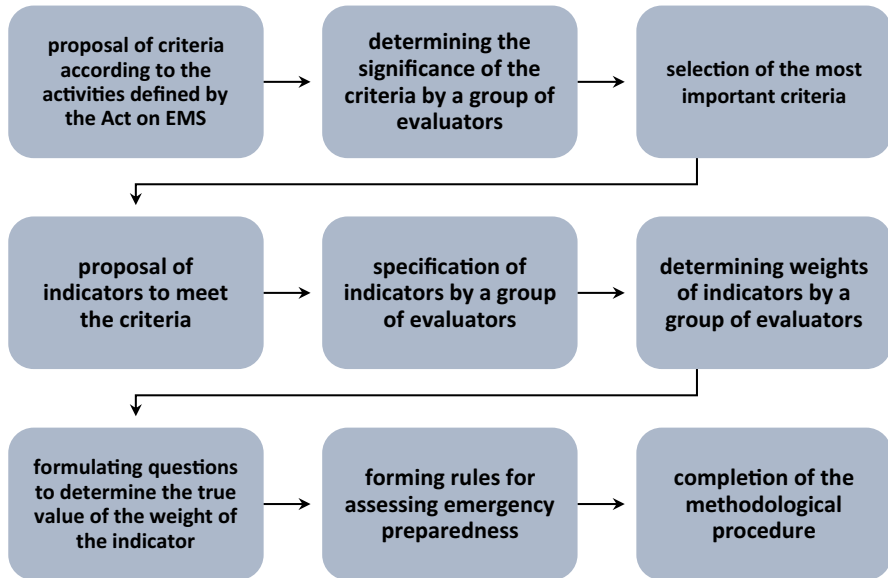 proposal of criteria
according to the
activities defined by
the Act on EMS
determining the
significance of the
criteria by a group of
evaluators
selection of the most
important criteria
proposal of
indicators to meet
the criteria
specification of
indicators by a group
of evaluators
determining weights
of indicators by a
group of evaluators
formulating questions
to determine the true
value of the weight of
the indicator
forming rules for
assessing emergency
preparedness
completion of the
methodological
procedure